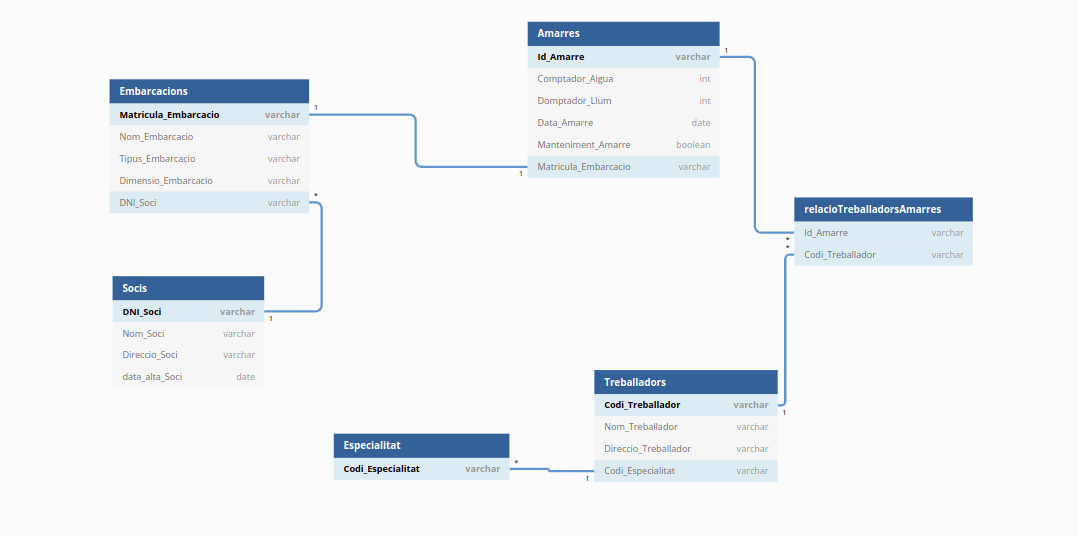 Amarres
Id_Amarre varchar
Comptador_Aigua int
Domptador_Llum int
Data_Amarre date
Manteniment_Amarre boolean
Matricula_Embarcacio varchar
1
1
Embarcacions
Matricula_Embarcacio varchar
Nom_Embarcacio varchar
Tipus_Embarcacio varchar
Dimensio_Embarcacio varchar
DNI_Soci varchar
1
*
relacioTreballadorsAmarres
Id_Amarre varchar
Codi_Treballador varchar
*
*
Socis
DNI_Soci varchar
Nom_Soci varchar
Direccio_Soci varchar
data_alta_Soci date
1
Treballadors
Codi_Treballador varchar
Nom_Treballador varchar
Direccio_Treballador varchar
Codi_Especialitat varchar
1
1
Especialitat
Codi_Especialitat varchar
*